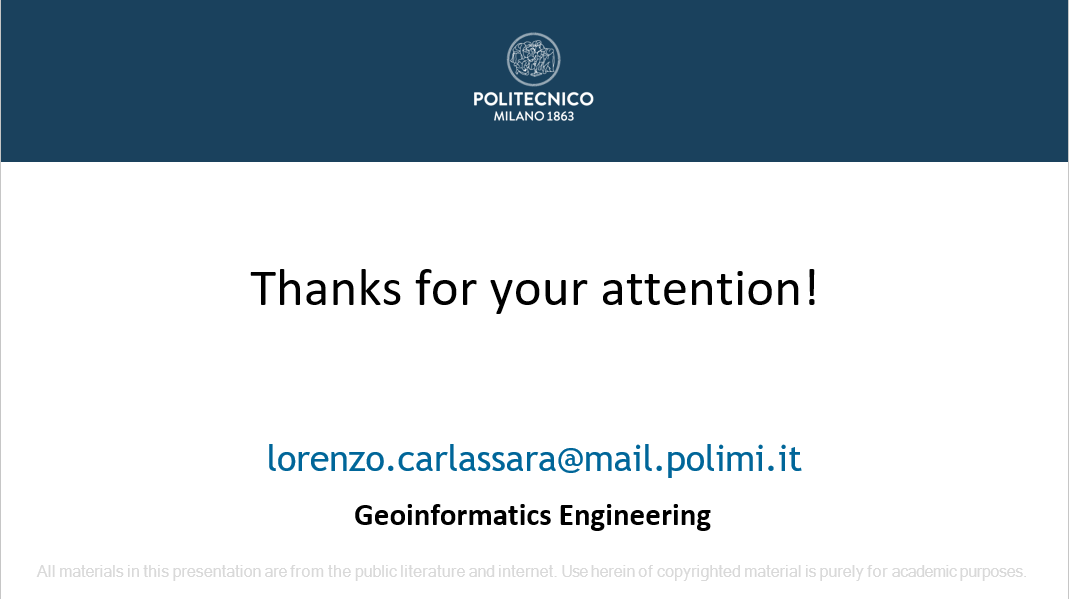 POLITECNICO
MILANO 1863
Thanks for your attention!
lorenzo.carlassara@mail.polimi.it
Geoinformatics Engineering
All materials in this presentation are from the public literature and internet. Use herein of copyrighted material is purely for academic purposes.